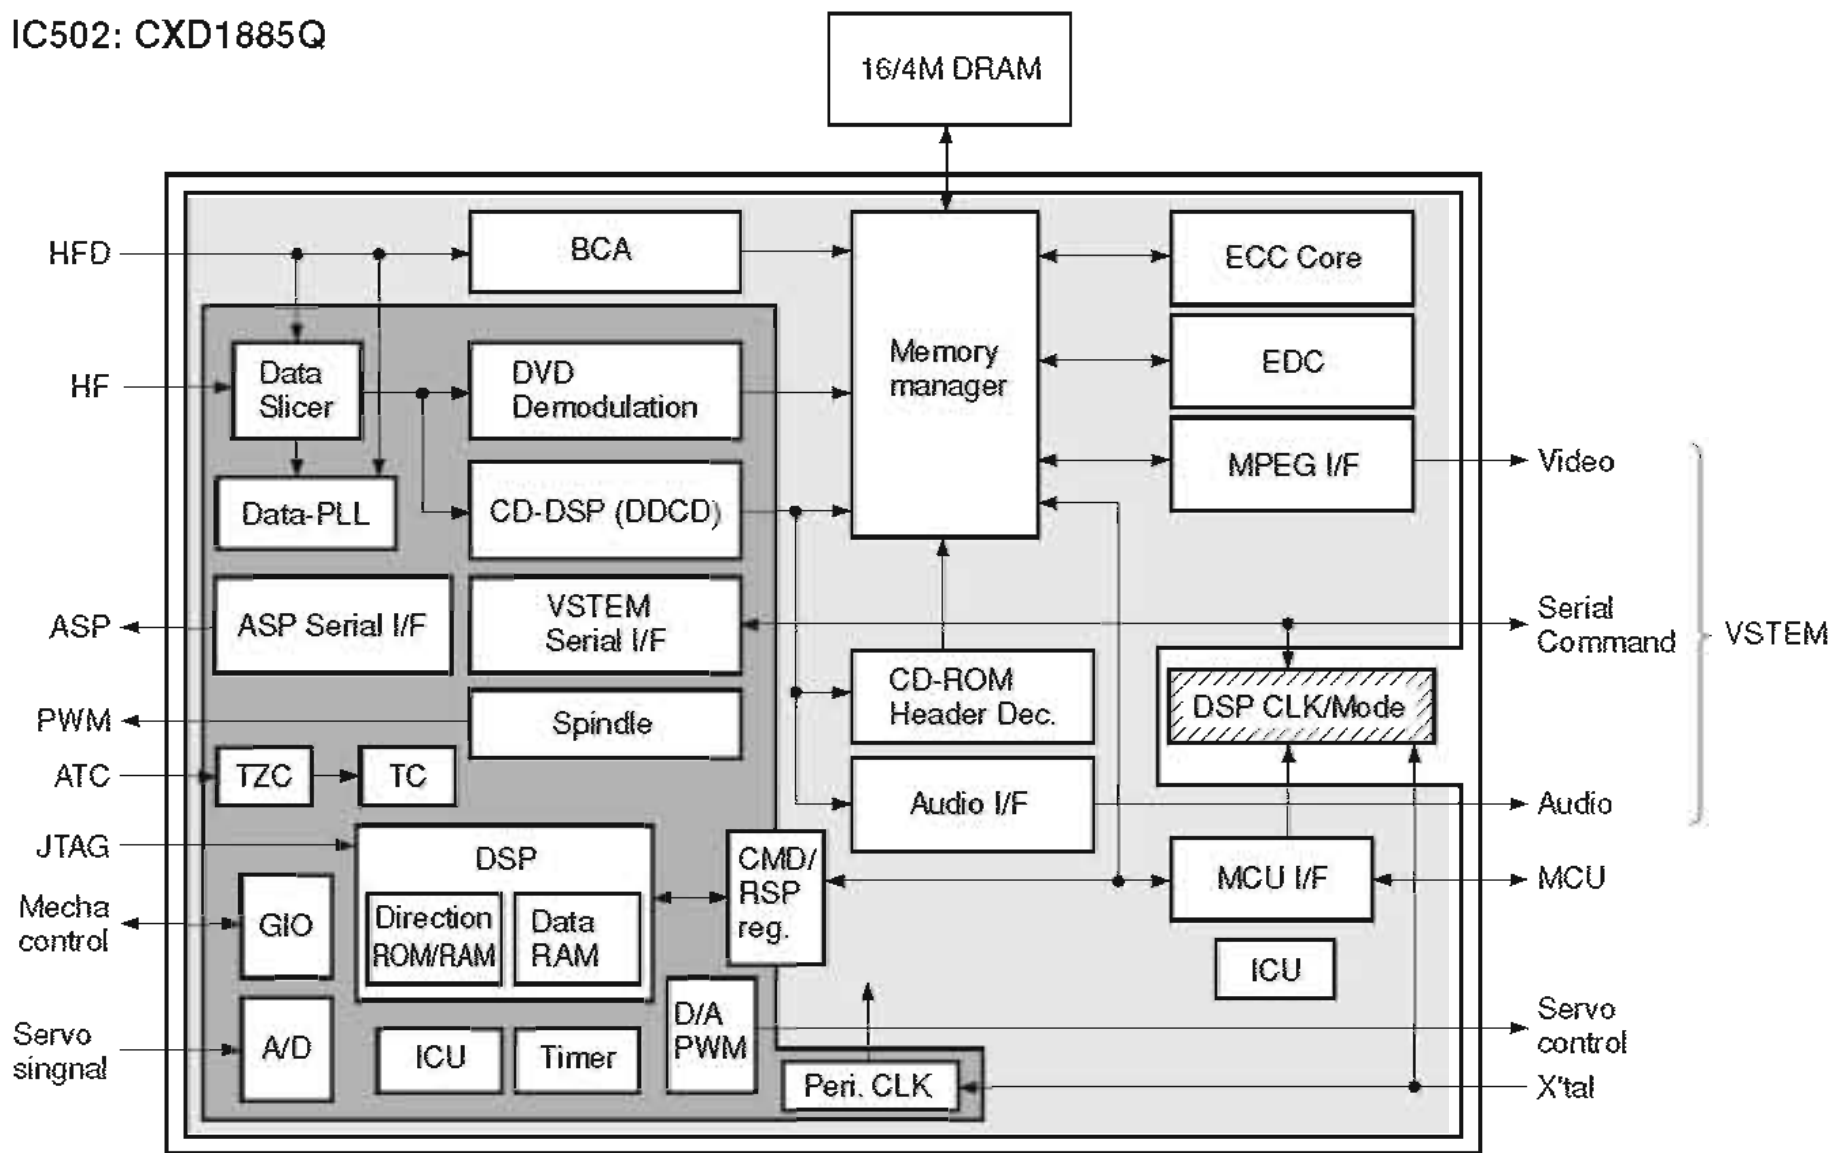 IC502: CXD1885Q
16/4M DRAM
HFD
BCA
ECC Core
HF
Data
Slicer
DVD
Demodulation
Memory
manager
EDC
MPEG I/F
Video
Data-PLL
CD-DSP (DDCD)
ASP
ASP Serial I/F
VSTEM
Serial I/F
Serial
Command
VSTEM
CD-ROM
Header Dec.
DSP CLK/Mode
PWM
Spindle
ATC
TZC
TC
Audio I/F
Audio
JTAG
DSP
CMD/
RSP
reg.
MCU I/F
MCU
Mecha
control
GIO
Direction
ROM/RAM
Data
RAM
ICU
Servo
singnal
A/D
ICU
Timer
D/A
PWM
Servo
control
Peri. CLK
X'tal